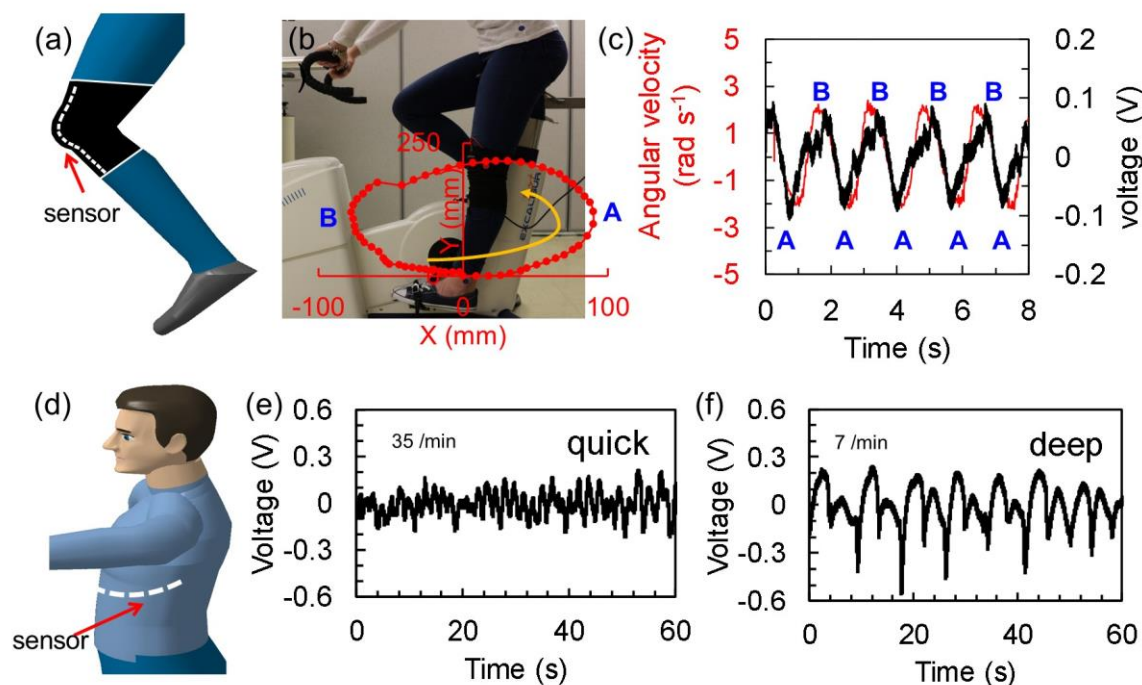 (a)
sensor
(b)
250
Y (mm)
B
A
EXCALIBUR
-100
0
100
X (mm)
(c)
Angular velocity
(rad s⁻¹)
5
3
1
-1
-3
-5
B B B B
A A A A A
0.2
0.1
0
-0.1
-0.2
voltage (V)
0 2 4 6 8
Time (s)
(d)
sensor
(e)
Voltage (V)
0.6
0.3
0
-0.3
-0.6
35 /min
quick
0 20 40 60
Time (s)
(f)
Voltage (V)
0.6
0.3
0
-0.3
-0.6
7 /min
deep
0 20 40 60
Time (s)